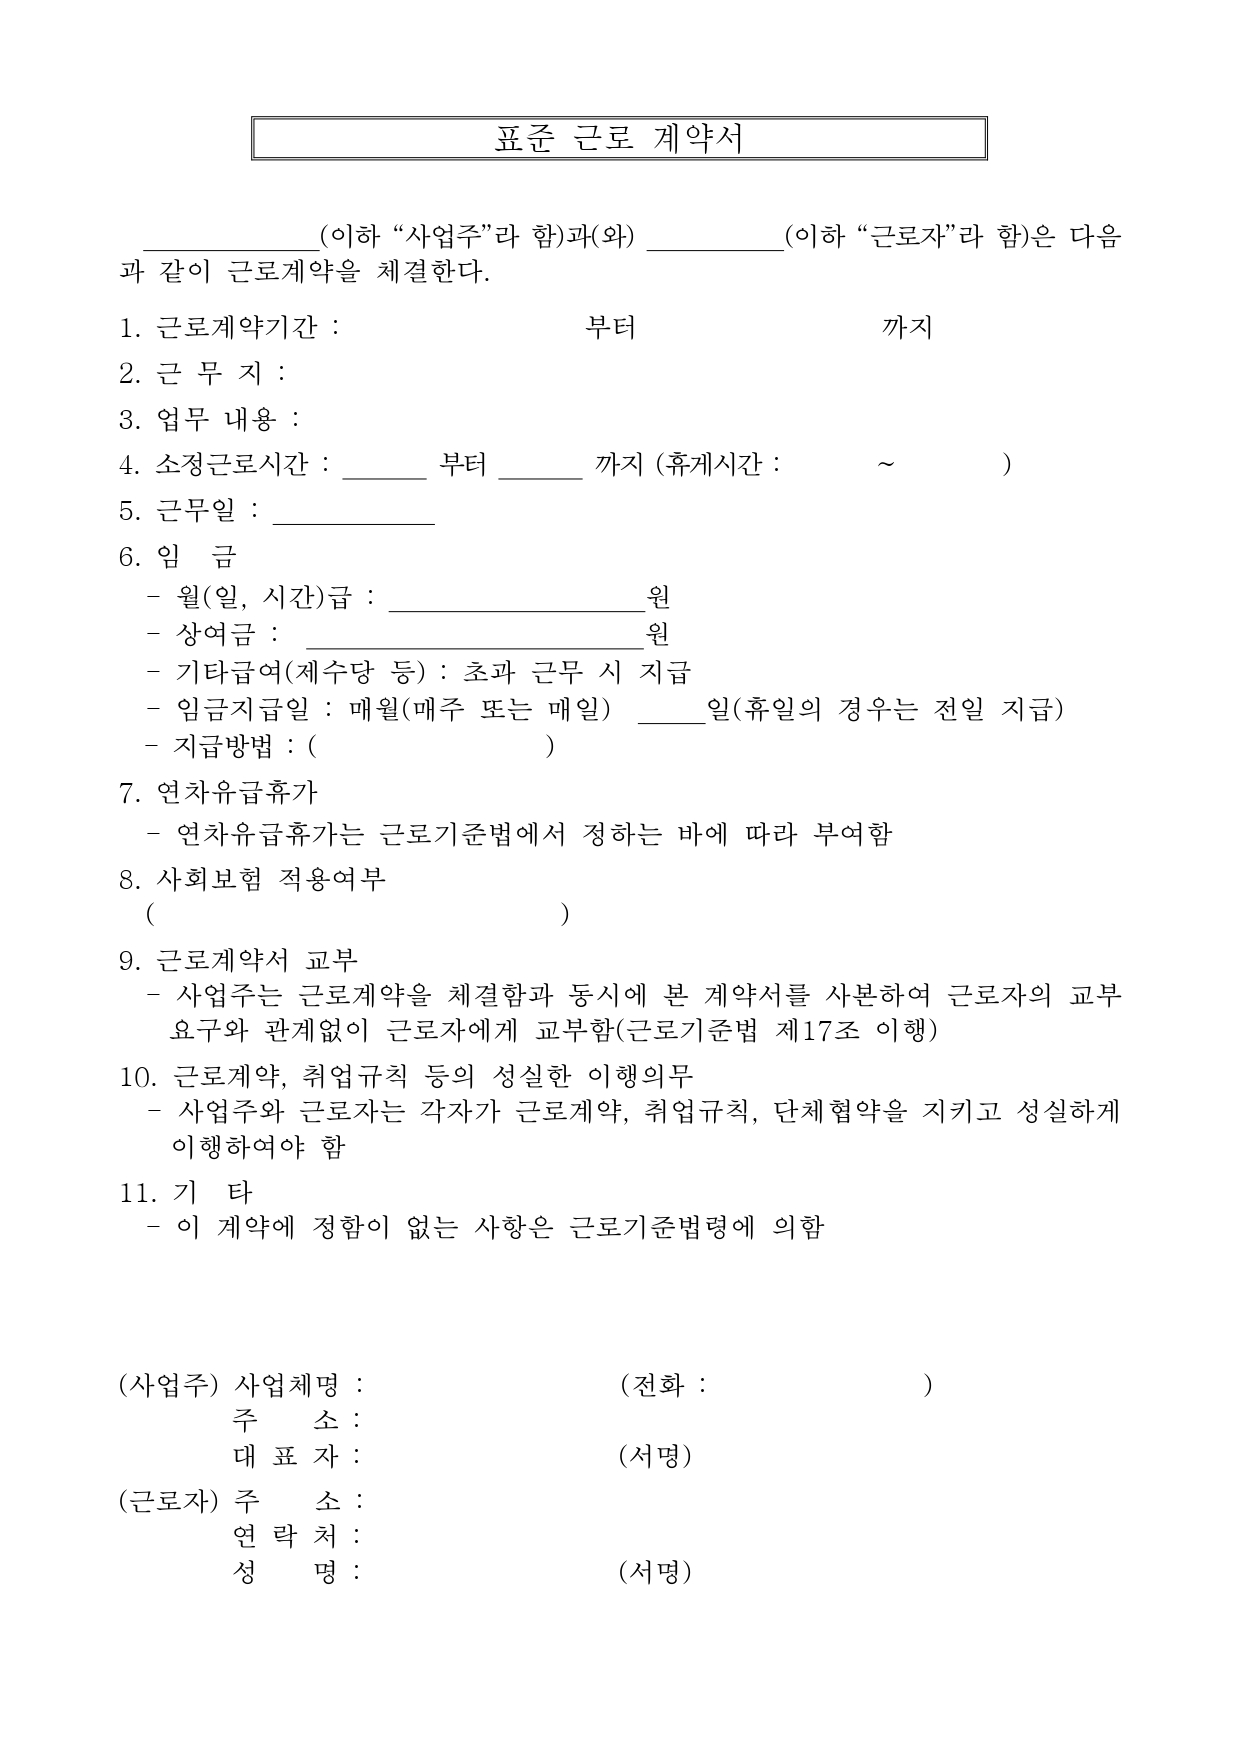 표준 근로 계약서
____________(이하 “사업주”라 함)과(와) __________(이하 “근로자”라 함)은 다음
과 같이 근로계약을 체결한다.
1. 근로계약기간 : 부터 까지
2. 근 무 지 :
3. 업무 내용 :
4. 소정근로시간 : ______ 부터 ______ 까지 (휴게시간 : ~ )
5. 근무일 : ____________
6. 임 금
- 월(일, 시간)급 : ___________________원
- 상여금 : _________________________원
- 기타급여(제수당 등) : 초과 근무 시 지급
- 임금지급일 : 매월(매주 또는 매일) _____일(휴일의 경우는 전일 지급)
- 지급방법 : ( )
7. 연차유급휴가
- 연차유급휴가는 근로기준법에서 정하는 바에 따라 부여함
8. 사회보험 적용여부
( )
9. 근로계약서 교부
- 사업주는 근로계약을 체결함과 동시에 본 계약서를 사본하여 근로자의 교부
요구와 관계없이 근로자에게 교부함(근로기준법 제17조 이행)
10. 근로계약, 취업규칙 등의 성실한 이행의무
- 사업주와 근로자는 각자가 근로계약, 취업규칙, 단체협약을 지키고 성실하게
이행하여야 함
11. 기 타
- 이 계약에 정함이 없는 사항은 근로기준법령에 의함
(사업주) 사업체명 : (전화 : )
주 소 :
대 표 자 : (서명)
(근로자) 주 소 :
연 락 처 :
성 명 : (서명)